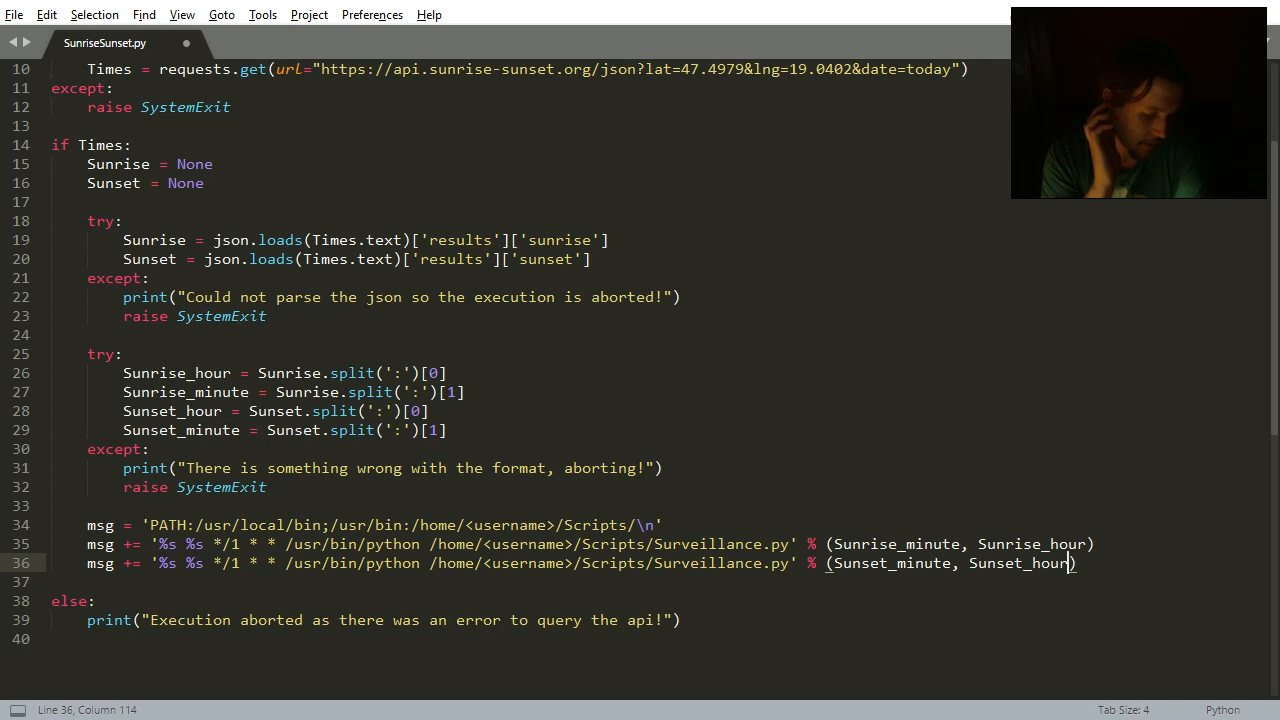 File Edit Selection Find View Goto Tools Project Preferences Help
SunriseSunset.py
10 Times = requests.get(url="https://api.sunrise-sunset.org/json?lat=47.4979&lng=19.0402&date=today")
11 except:
12 raise SystemExit
13
14 if Times:
15 Sunrise = None
16 Sunset = None
17
18 try:
19 Sunrise = json.loads(Times.text)['results']['sunrise']
20 Sunset = json.loads(Times.text)['results']['sunset']
21 except:
22 print("Could not parse the json so the execution is aborted!")
23 raise SystemExit
24
25 try:
26 Sunrise_hour = Sunrise.split(':')[0]
27 Sunrise_minute = Sunrise.split(':')[1]
28 Sunset_hour = Sunset.split(':')[0]
29 Sunset_minute = Sunset.split(':')[1]
30 except:
31 print("There is something wrong with the format, aborting!")
32 raise SystemExit
33
34 msg = 'PATH:/usr/local/bin;/usr/bin:/home/<username>/Scripts/\n'
35 msg += '%s %s */1 * * /usr/bin/python /home/<username>/Scripts/Surveillance.py' % (Sunrise_minute, Sunrise_hour)
36 msg += '%s %s */1 * * /usr/bin/python /home/<username>/Scripts/Surveillance.py' % (Sunset_minute, Sunset_hour)
37
38 else:
39 print("Execution aborted as there was an error to query the api!")
40
Line 36, Column 114 Tab Size: 4 Python